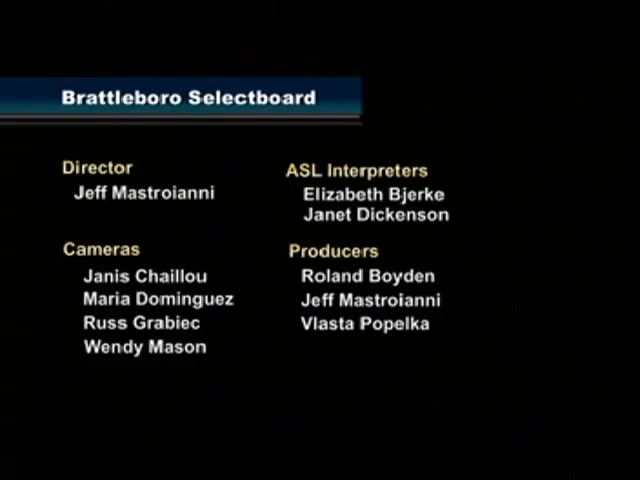 Brattleboro Selectboard
Director
Jeff Mastroianni
Cameras
Janis Chaillou
Maria Dominguez
Russ Grabiec
Wendy Mason
ASL Interpreters
Elizabeth Bjerke
Janet Dickenson
Producers
Roland Boyden
Jeff Mastroianni
Vlasta Popelka